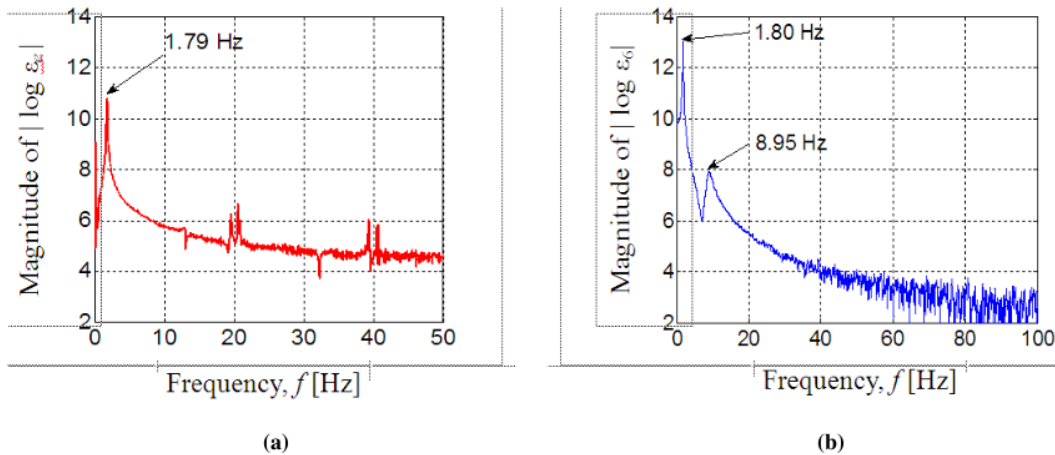 14
12
10
8
6
4
2
0 10 20 30 40 50
1.79 Hz
Magnitude of | log ε
Frequency, f [Hz]
(a)
14
12
10
8
6
4
2
0 20 40 60 80 100
1.80 Hz
8.95 Hz
Magnitude of | log ε₆|
Frequency, f [Hz]
(b)